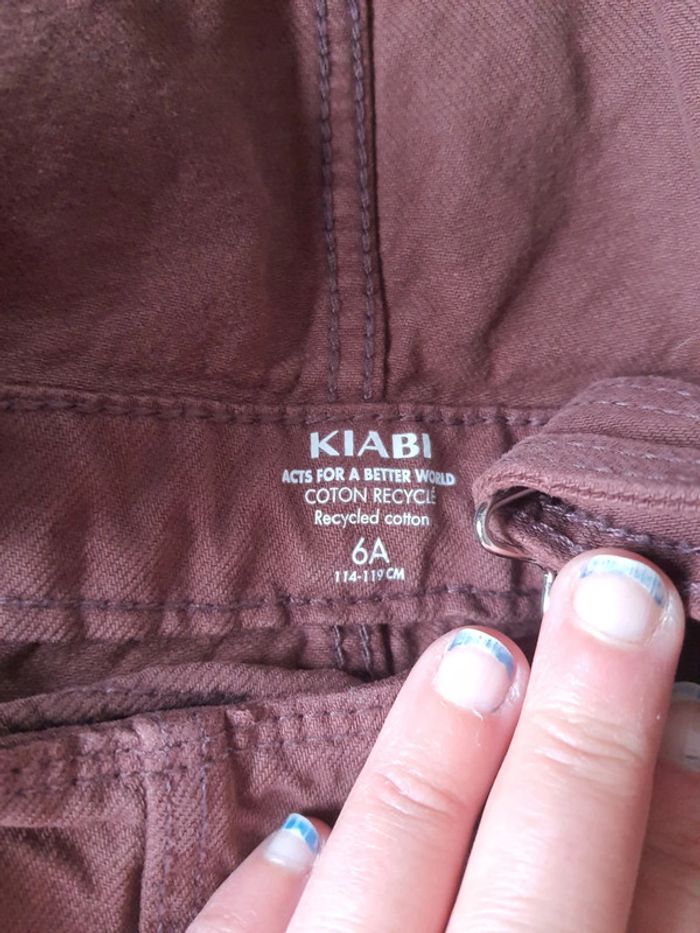 KIABI
ACTS FOR A BETTER WORLD
COTON RECYCLÉ
Recycled cotton
6A
114-119 CM